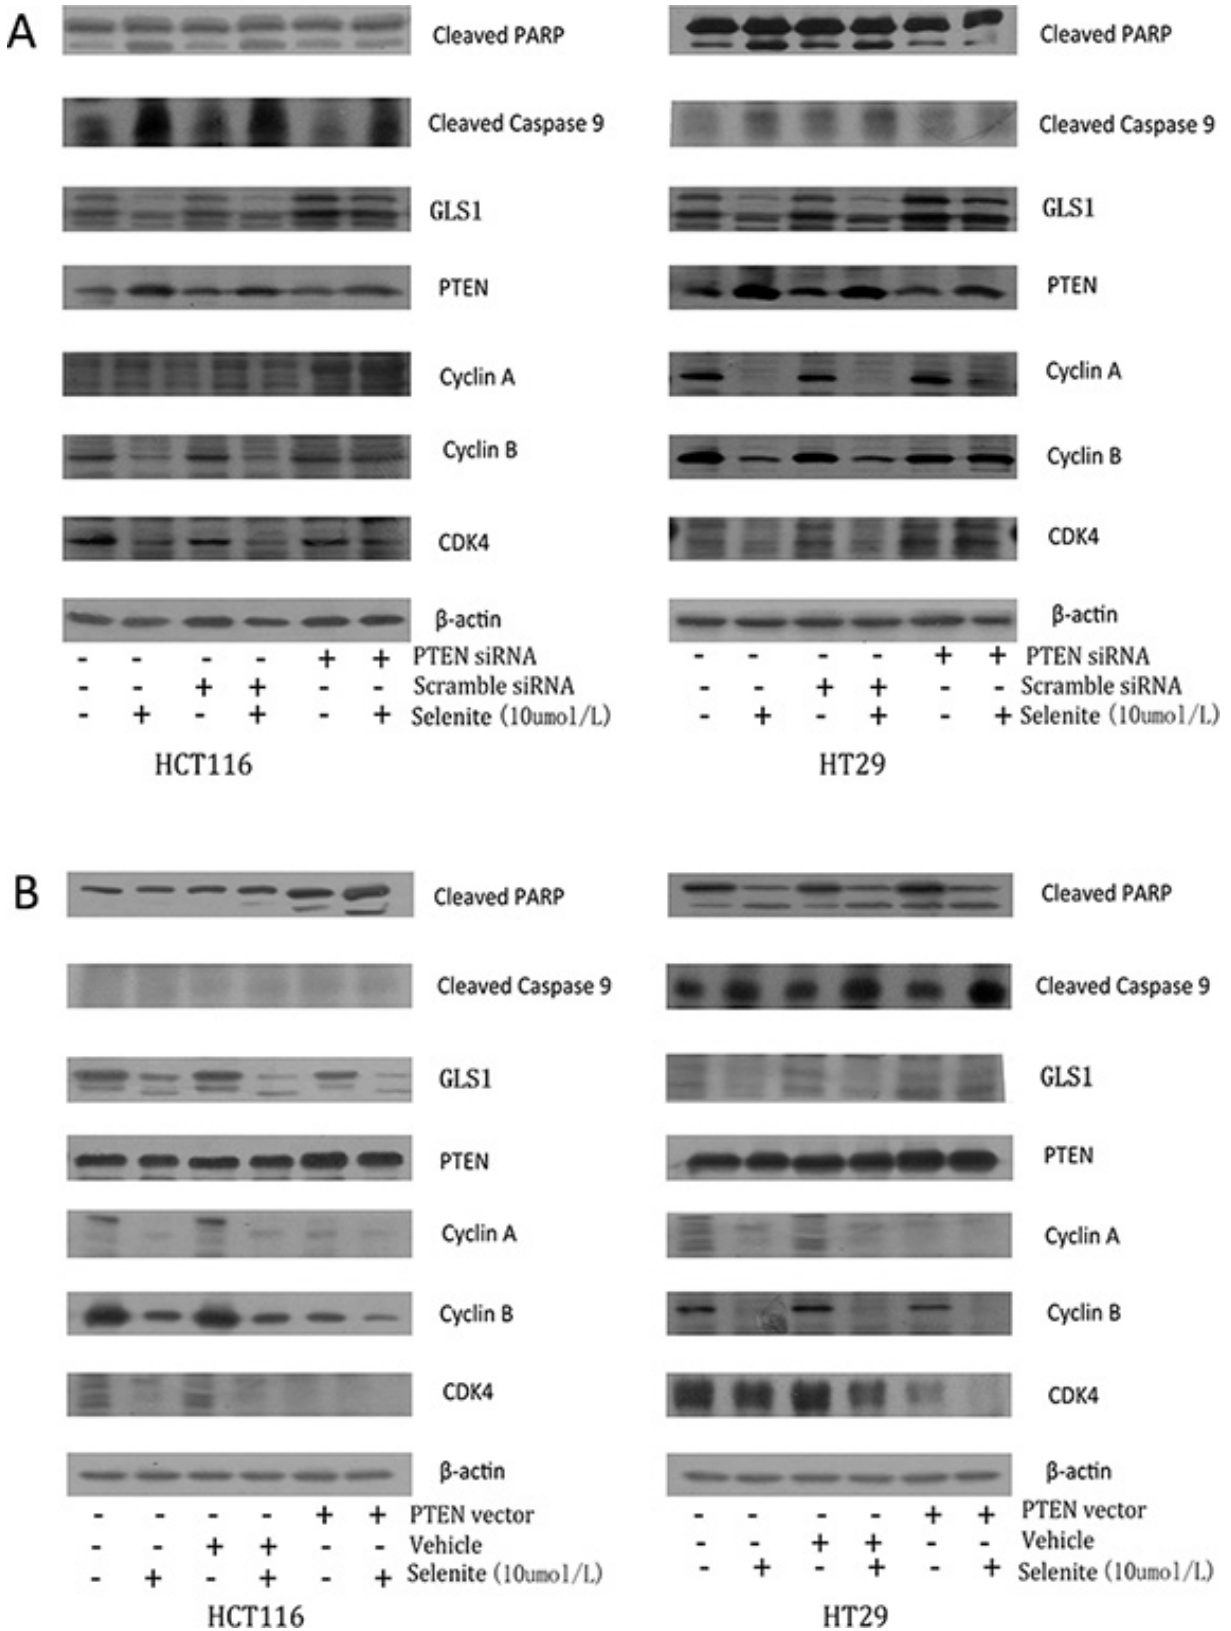 A
Cleaved PARP
Cleaved Caspase 9
GLS1
PTEN
Cyclin A
Cyclin B
CDK4
β-actin
- - - - + + PTEN siRNA
- - + + - - Scramble siRNA
- + - + - + Selenite (10umol/L)
HCT116
Cleaved PARP
Cleaved Caspase 9
GLS1
PTEN
Cyclin A
Cyclin B
CDK4
β-actin
- - - - + + PTEN siRNA
- - + + - - Scramble siRNA
- + - + - + Selenite (10umol/L)
HT29
B
Cleaved PARP
Cleaved Caspase 9
GLS1
PTEN
Cyclin A
Cyclin B
CDK4
β-actin
- - - - + + PTEN vector
- - + + - - Vehicle
- + - + - + Selenite (10umol/L)
HCT116
Cleaved PARP
Cleaved Caspase 9
GLS1
PTEN
Cyclin A
Cyclin B
CDK4
β-actin
- - - - + + PTEN vector
- - + + - - Vehicle
- + - + - + Selenite (10umol/L)
HT29